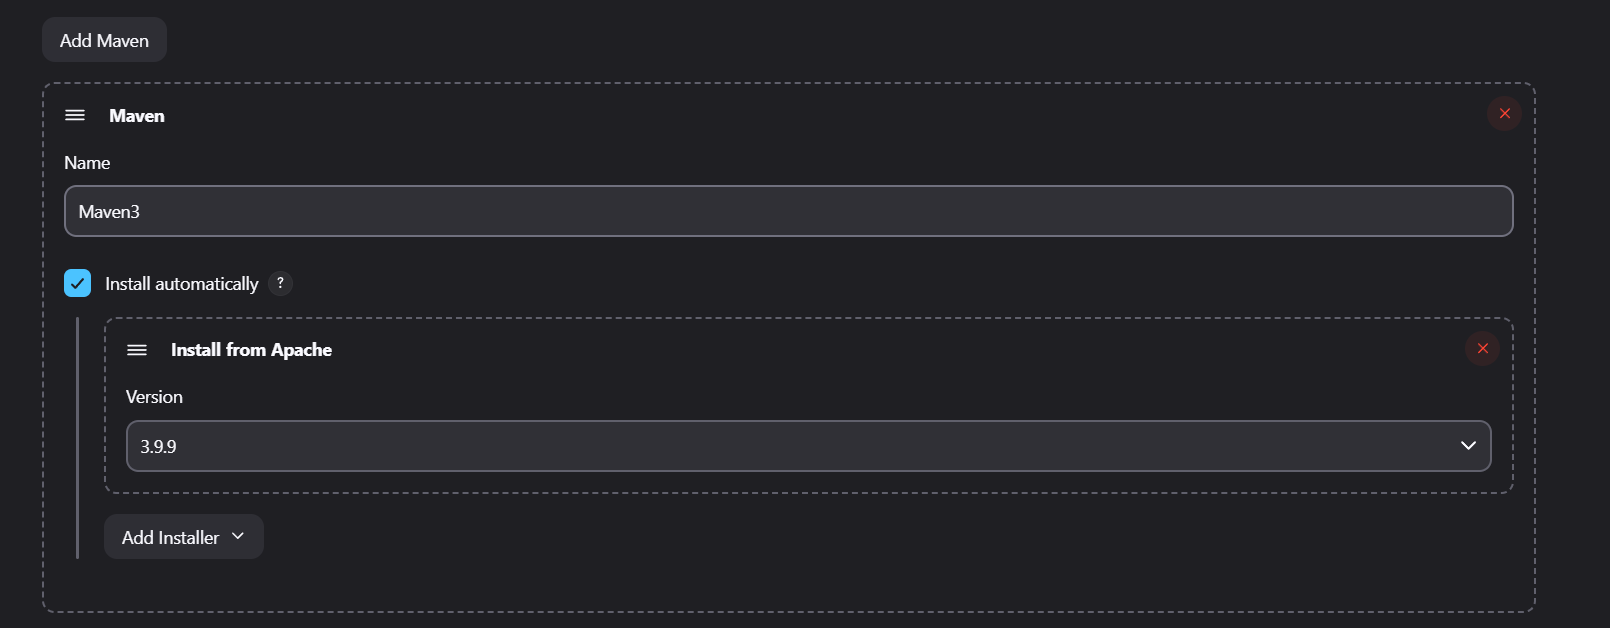 Add Maven
Maven
Name
Maven3
Install automatically ?
Install from Apache
Version
3.9.9
Add Installer